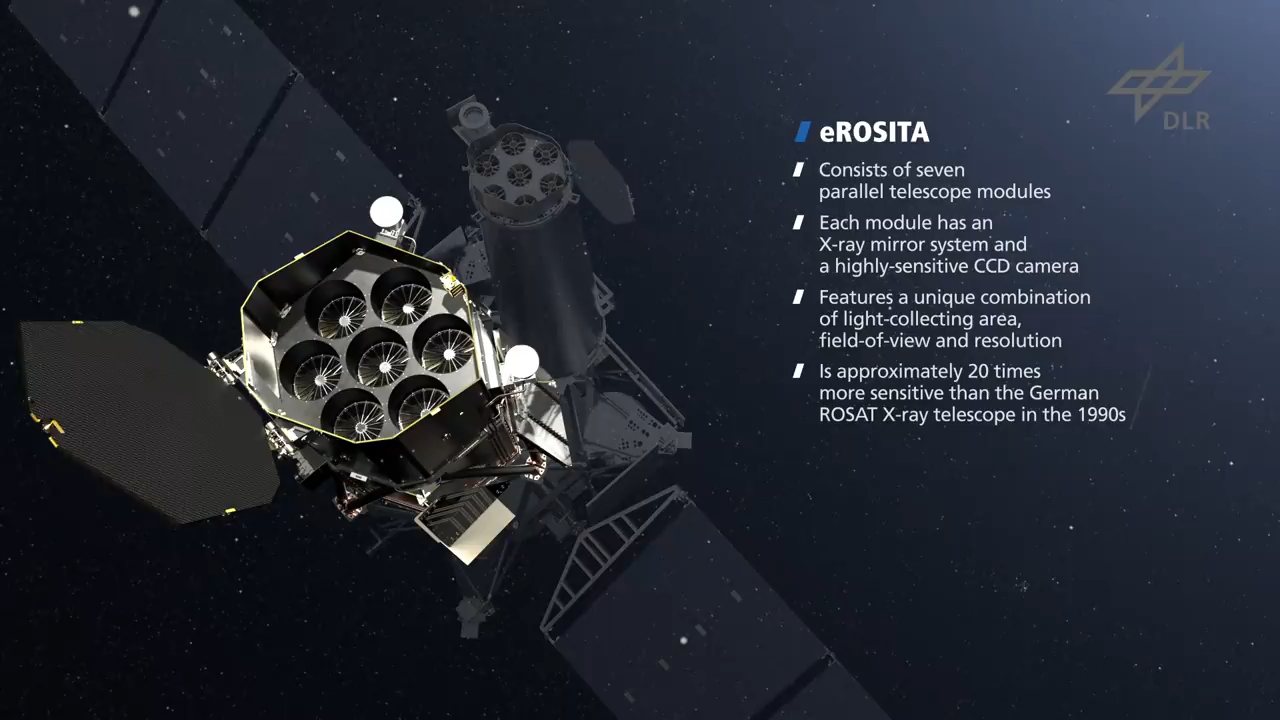 DLR
eROSITA
Consists of seven
parallel telescope modules
Each module has an
X-ray mirror system and
a highly-sensitive CCD camera
Features a unique combination
of light-collecting area,
field-of-view and resolution
Is approximately 20 times
more sensitive than the German
ROSAT X-ray telescope in the 1990s